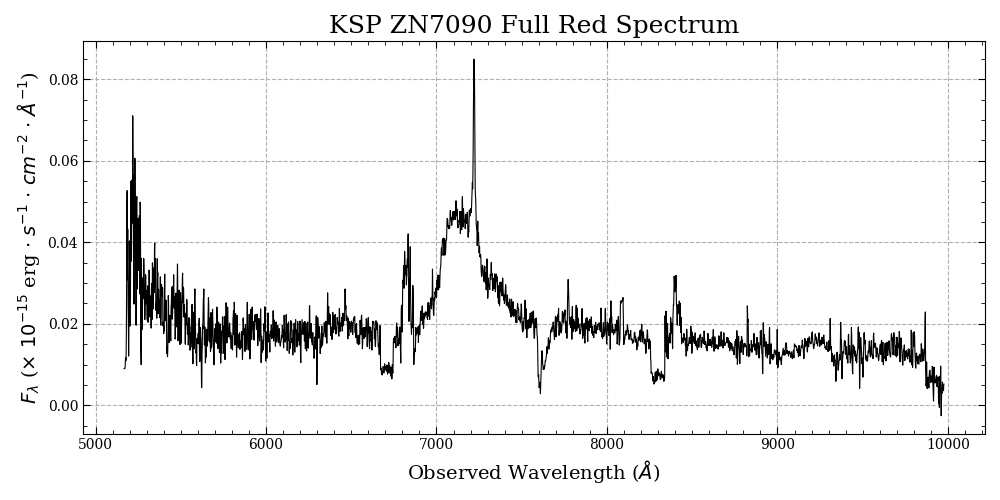 KSP ZN7090 Full Red Spectrum
F_λ (× 10⁻¹⁵ erg · s⁻¹ · cm⁻² · Å⁻¹)
0.08
0.06
0.04
0.02
0.00
5000 6000 7000 8000 9000 10000
Observed Wavelength (Å)